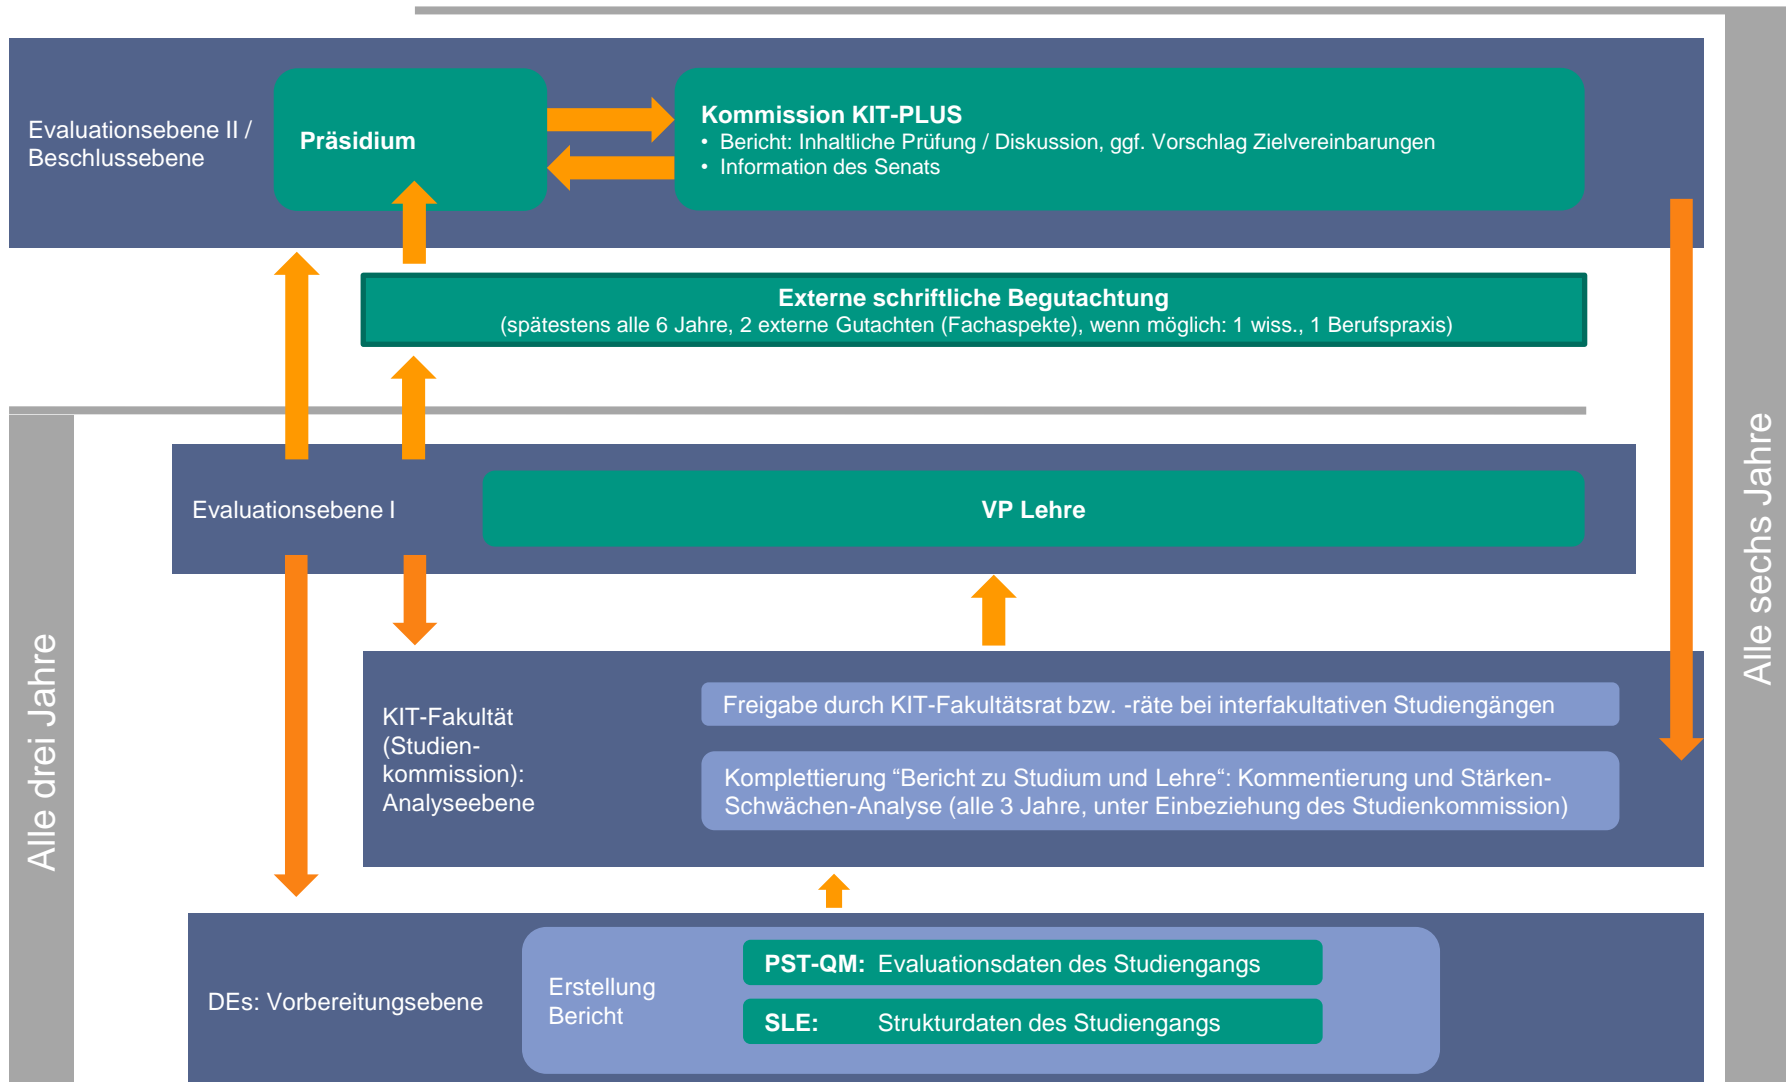 Evaluationsebene II /
Beschlussebene
Präsidium
Kommission KIT-PLUS
• Bericht: Inhaltliche Prüfung / Diskussion, ggf. Vorschlag Zielvereinbarungen
• Information des Senats
Externe schriftliche Begutachtung
(spätestens alle 6 Jahre, 2 externe Gutachten (Fachaspekte), wenn möglich: 1 wiss., 1 Berufspraxis)
Evaluationsebene I
VP Lehre
KIT-Fakultät
(Studien-
kommission):
Analyseebene
Freigabe durch KIT-Fakultätsrat bzw. -räte bei interfakultativen Studiengängen
Komplettierung “Bericht zu Studium und Lehre“: Kommentierung und Stärken-
Schwächen-Analyse (alle 3 Jahre, unter Einbeziehung des Studienkommission)
DEs: Vorbereitungsebene
Erstellung
Bericht
PST-QM: Evaluationsdaten des Studiengangs
SLE: Strukturdaten des Studiengangs
Alle drei Jahre
Alle sechs Jahre